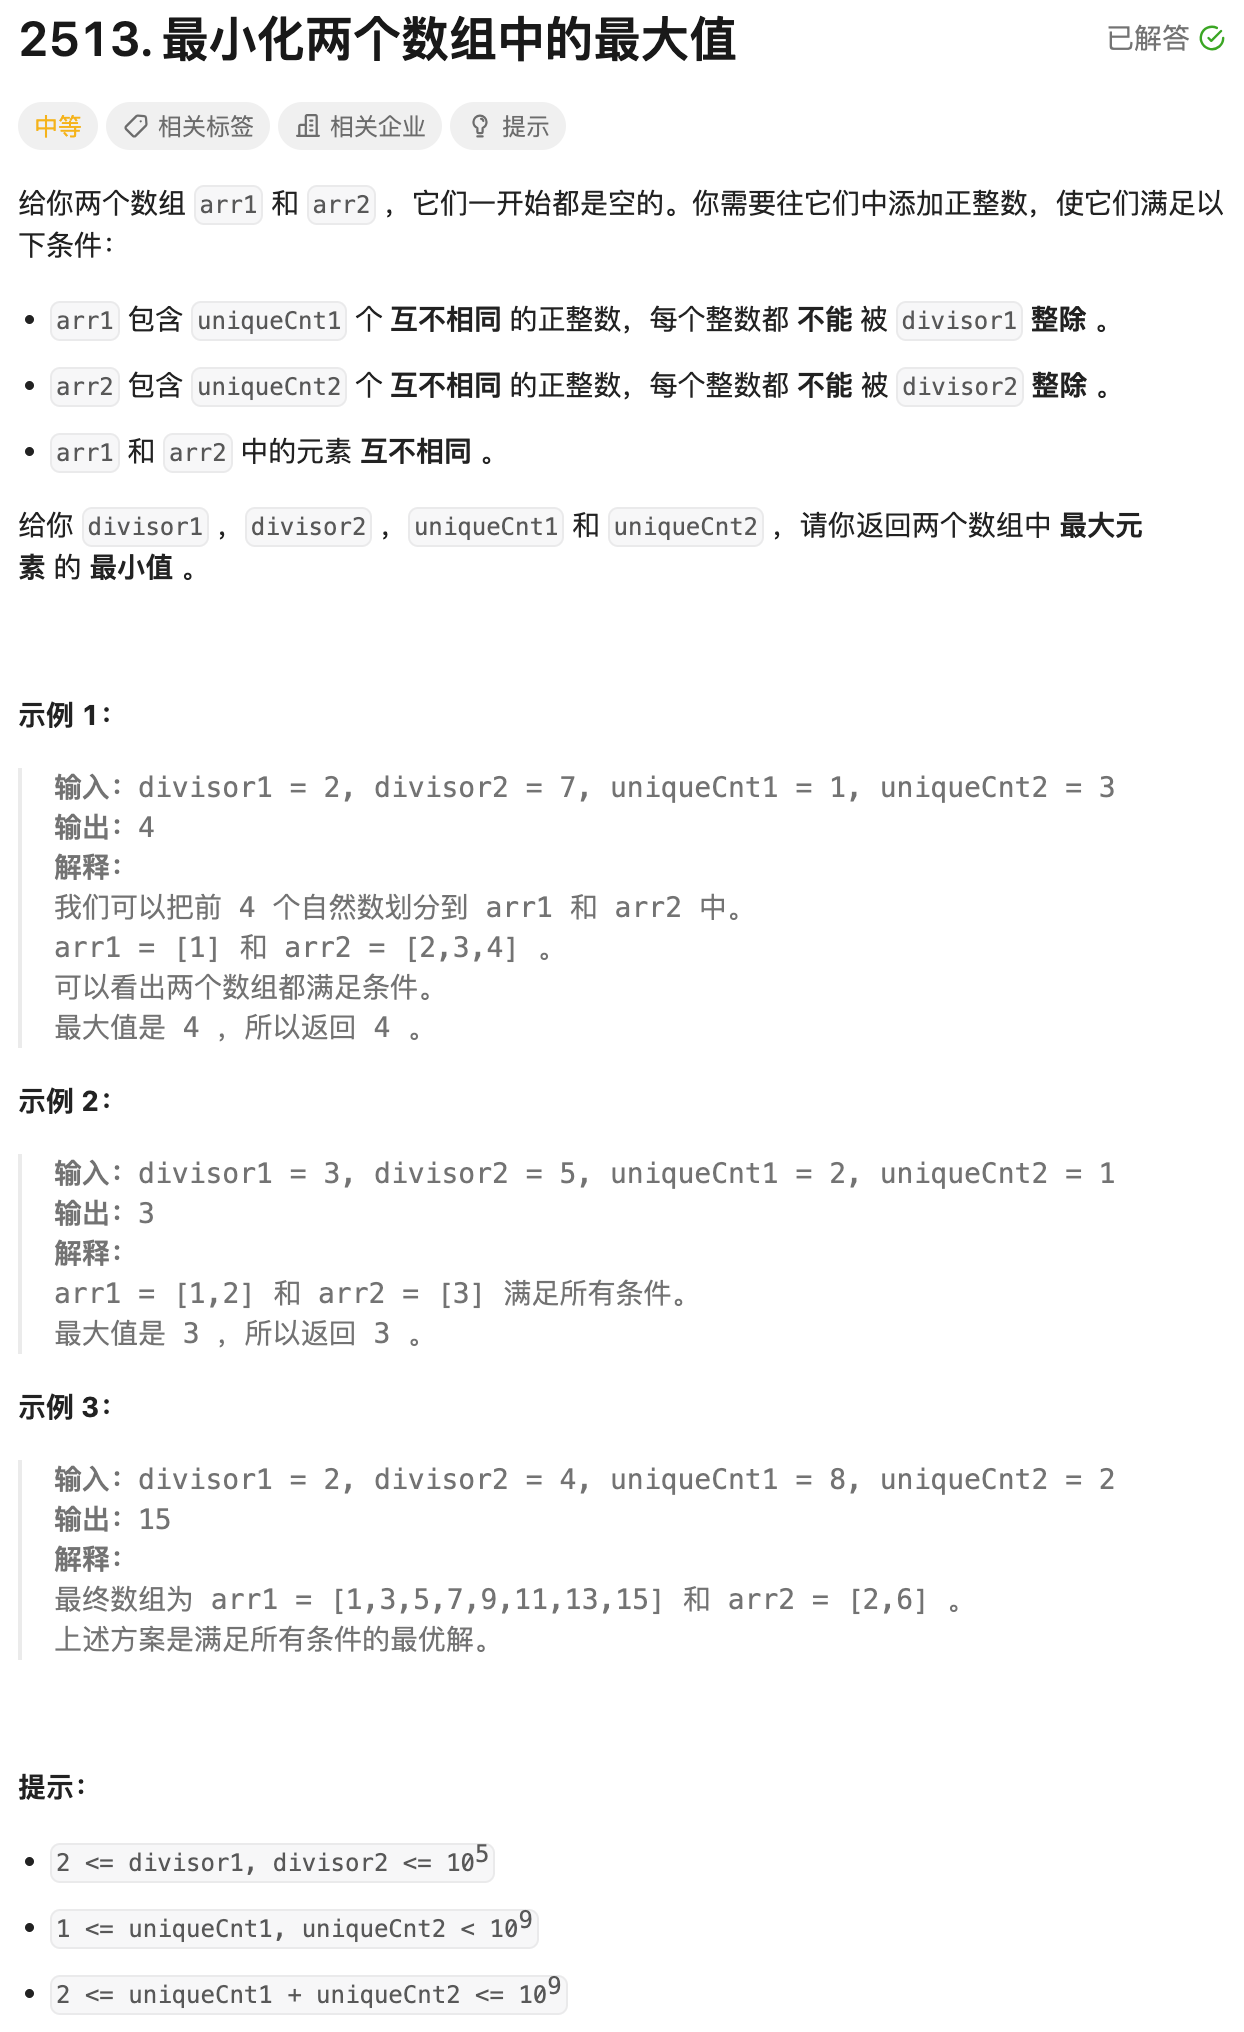 2513. 最小化两个数组中的最大值
已解答
中等 相关标签 相关企业 提示
给你两个数组 arr1 和 arr2 ，它们一开始都是空的。你需要往它们中添加正整数，使它们满足以
下条件：
• arr1 包含 uniqueCnt1 个 互不相同 的正整数，每个整数都 不能 被 divisor1 整除 。
• arr2 包含 uniqueCnt2 个 互不相同 的正整数，每个整数都 不能 被 divisor2 整除 。
• arr1 和 arr2 中的元素 互不相同 。
给你 divisor1 ，divisor2 ，uniqueCnt1 和 uniqueCnt2 ，请你返回两个数组中 最大元
素 的 最小值 。
示例 1：
输入：divisor1 = 2, divisor2 = 7, uniqueCnt1 = 1, uniqueCnt2 = 3
输出：4
解释：
我们可以把前 4 个自然数划分到 arr1 和 arr2 中。
arr1 = [1] 和 arr2 = [2,3,4] 。
可以看出两个数组都满足条件。
最大值是 4 ，所以返回 4 。
示例 2：
输入：divisor1 = 3, divisor2 = 5, uniqueCnt1 = 2, uniqueCnt2 = 1
输出：3
解释：
arr1 = [1,2] 和 arr2 = [3] 满足所有条件。
最大值是 3 ，所以返回 3 。
示例 3：
输入：divisor1 = 2, divisor2 = 4, uniqueCnt1 = 8, uniqueCnt2 = 2
输出：15
解释：
最终数组为 arr1 = [1,3,5,7,9,11,13,15] 和 arr2 = [2,6] 。
上述方案是满足所有条件的最优解。
提示：
• 2 <= divisor1, divisor2 <= 10⁵
• 1 <= uniqueCnt1, uniqueCnt2 < 10⁹
• 2 <= uniqueCnt1 + uniqueCnt2 <= 10⁹